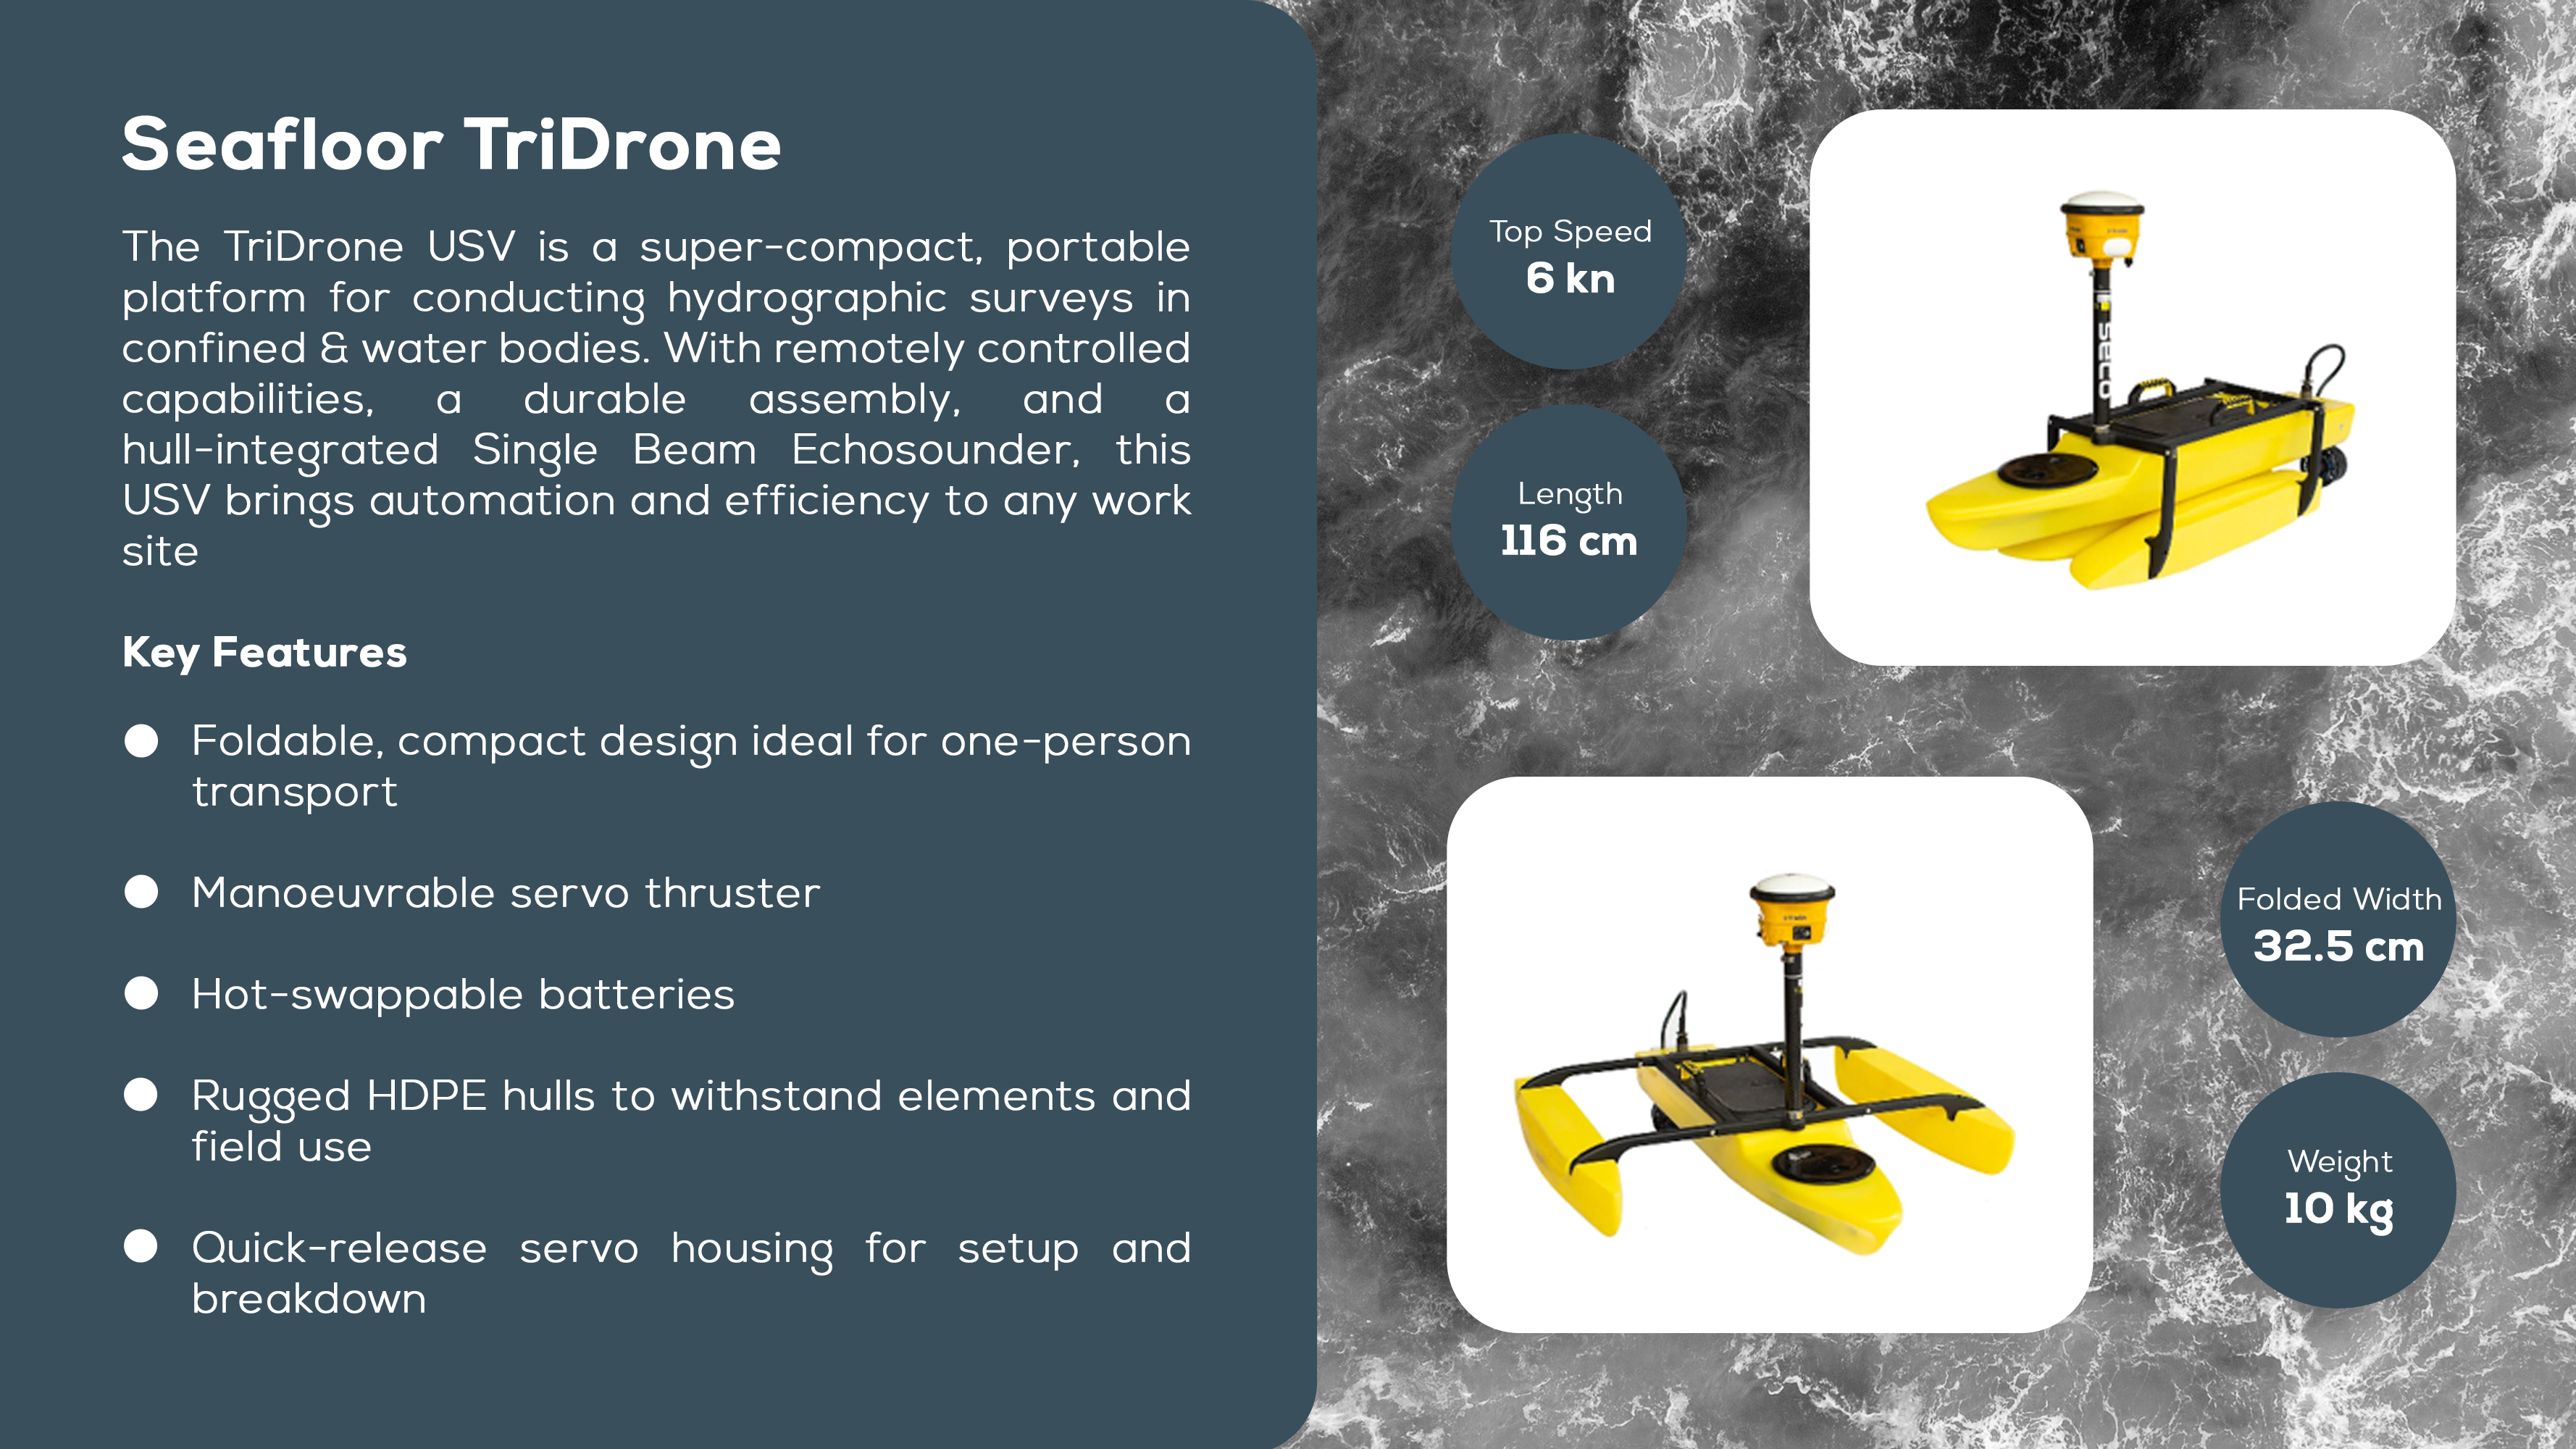 Seafloor TriDrone
The TriDrone USV is a super-compact, portable
platform for conducting hydrographic surveys in
confined & water bodies. With remotely controlled
capabilities, a durable assembly, and a
hull-integrated Single Beam Echosounder, this
USV brings automation and efficiency to any work
site
Key Features
Foldable, compact design ideal for one-person
transport
Manoeuvrable servo thruster
Hot-swappable batteries
Rugged HDPE hulls to withstand elements and
field use
Quick-release servo housing for setup and
breakdown
Top Speed
6 kn
Length
116 cm
seco
Folded Width
32.5 cm
Weight
10 kg